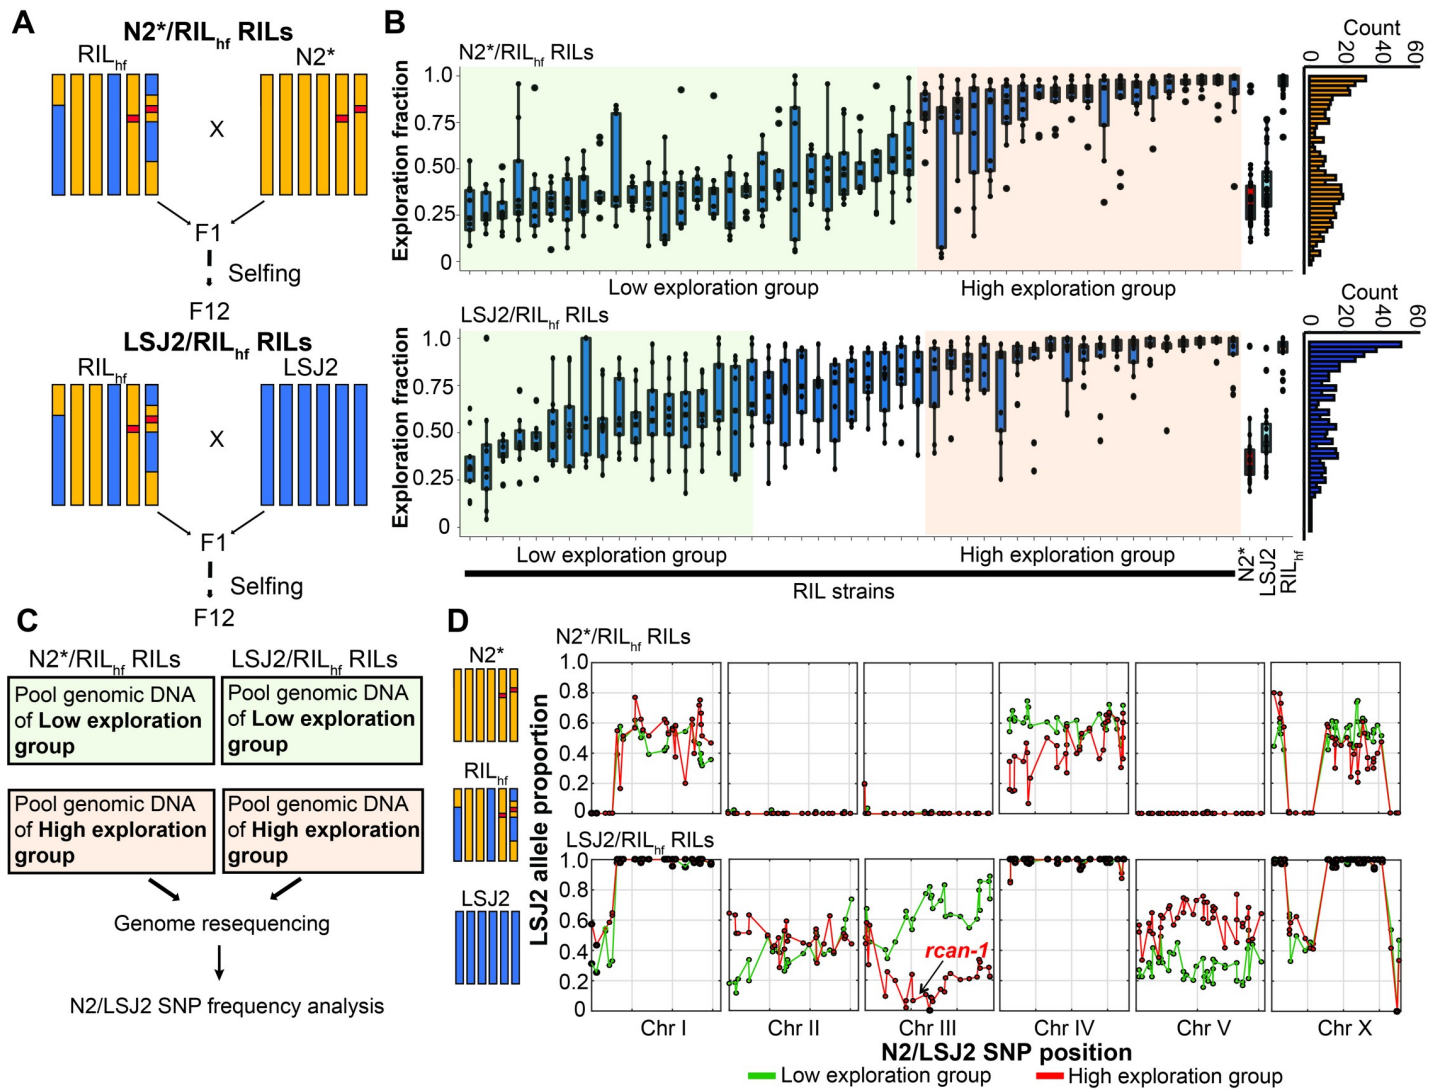 A
N2*/RILhf RILs
RILhf
N2*
X
F1
Selfing
F12
LSJ2/RILhf RILs
RILhf
LSJ2
X
F1
Selfing
F12
B
N2*/RILhf RILs
Exploration fraction
1.0
0.75
0.50
0.25
0
Low exploration group
High exploration group
Count
0
20
40
60
LSJ2/RILhf RILs
Exploration fraction
1.0
0.75
0.50
0.25
0
Low exploration group
High exploration group
RIL strains
N2*
LSJ2
RILhf
Count
0
20
40
60
C
N2*/RILhf RILs
LSJ2/RILhf RILs
Pool genomic DNA
of Low exploration
group
Pool genomic DNA
of Low exploration
group
Pool genomic DNA
of High exploration
group
Pool genomic DNA
of High exploration
group
Genome resequencing
N2/LSJ2 SNP frequency analysis
D
N2*
RILhf
LSJ2
LSJ2 allele proportion
N2*/RILhf RILs
1.0
0.8
0.6
0.4
0.2
0
LSJ2/RILhf RILs
1.0
0.8
0.6
0.4
0.2
0
rcan-1
Chr I
Chr II
Chr III
Chr IV
Chr V
Chr X
N2/LSJ2 SNP position
Low exploration group
High exploration group